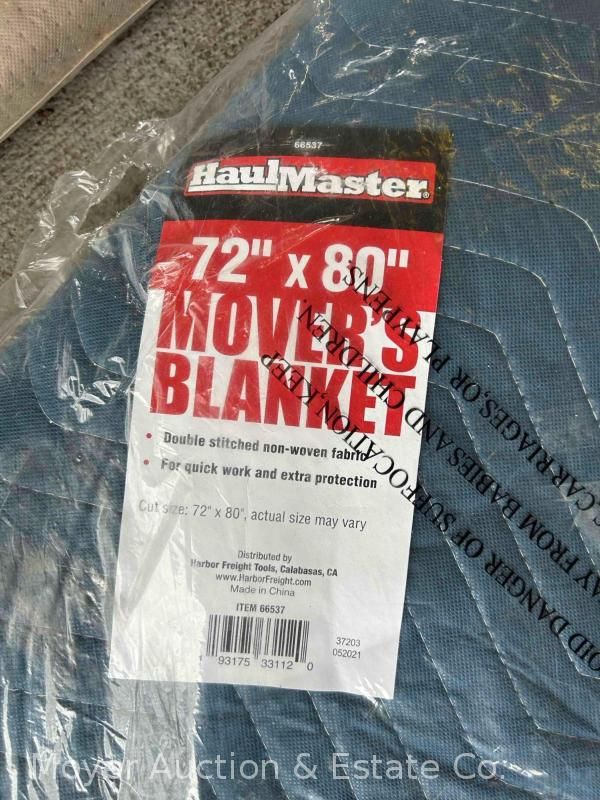 66537
HaulMaster®
72" x 80"
MOVER'S
BLANKET
• Double stitched non-woven fabric
• For quick work and extra protection
Cut size: 72" x 80", actual size may vary
Distributed by
Harbor Freight Tools, Calabasas, CA
www.HarborFreight.com
Made in China
ITEM 66537
1 93175 33112 0
37203
052021
OID DANGER OF SUFFOCATION,KEEP
AY FROM BABIES AND CHILDREN.
CARRIAGES,OR PLAYPENS
Moyer Auction & Estate Co.